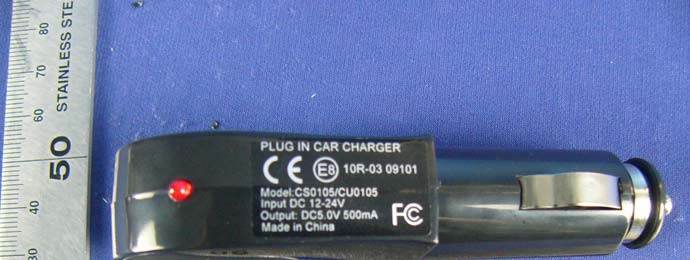 80
STAINLESS STE
70
60
50
40
30
PLUG IN CAR CHARGER
CE E8 10R-03 09101
Model:CS0105/CU0105
Input DC 12-24V
Output: DC5.0V 500mA
Made in China
FC